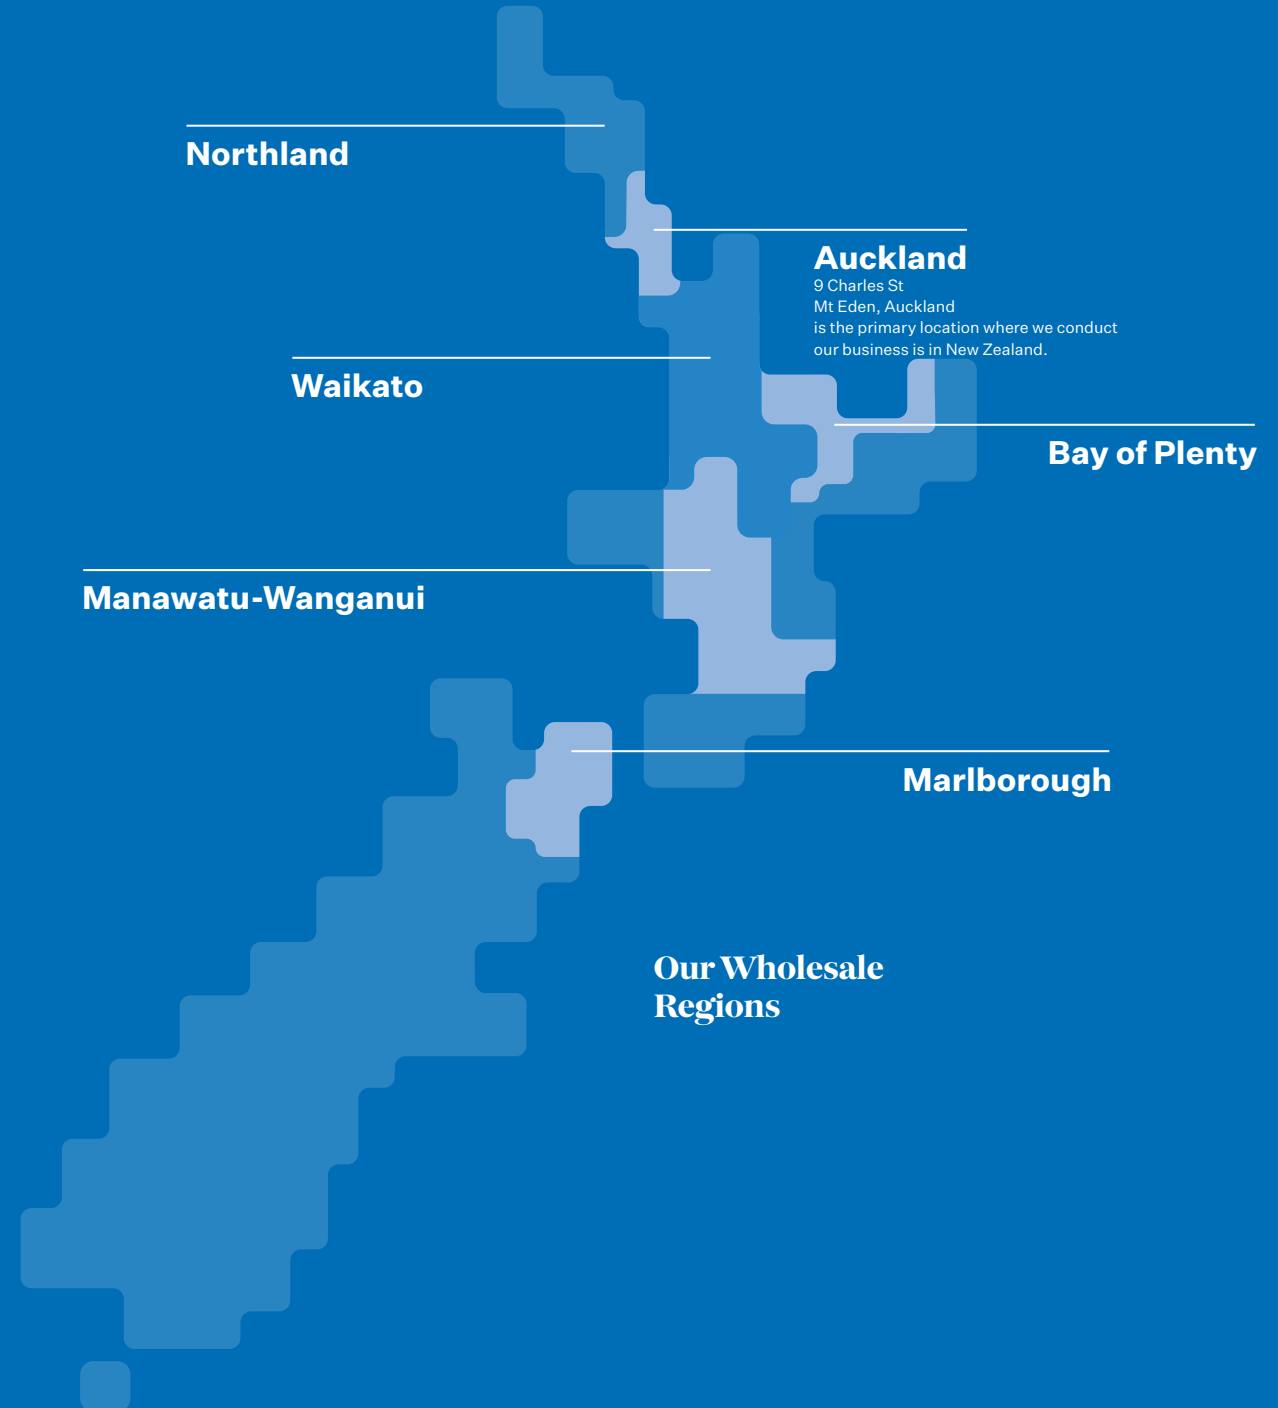 Northland
Auckland
9 Charles St
Mt Eden, Auckland
is the primary location where we conduct
our business is in New Zealand.
Waikato
Bay of Plenty
Manawatu-Wanganui
Marlborough
Our Wholesale
Regions